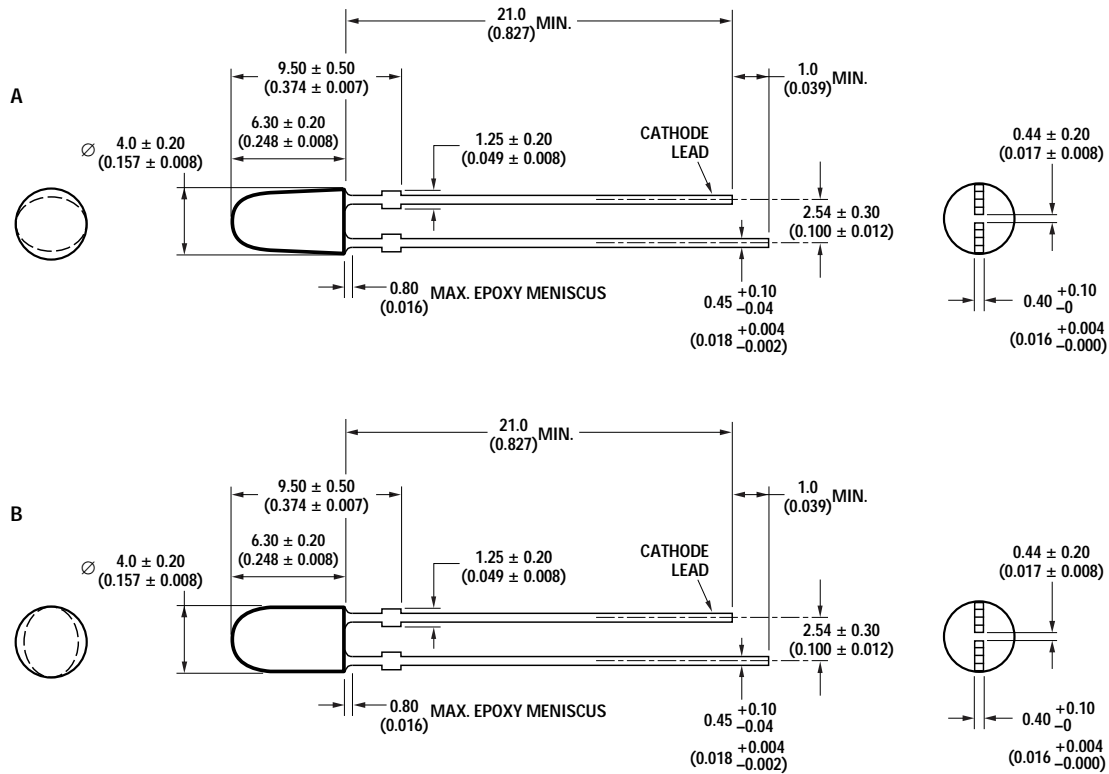 A
21.0 MIN.
(0.827)
9.50 ± 0.50
(0.374 ± 0.007)
1.0 MIN.
(0.039)
6.30 ± 0.20
(0.248 ± 0.008)
∅ 4.0 ± 0.20
(0.157 ± 0.008)
1.25 ± 0.20
(0.049 ± 0.008)
CATHODE
LEAD
0.44 ± 0.20
(0.017 ± 0.008)
2.54 ± 0.30
(0.100 ± 0.012)
0.80 MAX. EPOXY MENISCUS
(0.016)
0.45 +0.10
–0.04
(0.018 +0.004
–0.002)
0.40 +0.10
–0
(0.016 +0.004
–0.000)
B
21.0 MIN.
(0.827)
9.50 ± 0.50
(0.374 ± 0.007)
1.0 MIN.
(0.039)
6.30 ± 0.20
(0.248 ± 0.008)
∅ 4.0 ± 0.20
(0.157 ± 0.008)
1.25 ± 0.20
(0.049 ± 0.008)
CATHODE
LEAD
0.44 ± 0.20
(0.017 ± 0.008)
2.54 ± 0.30
(0.100 ± 0.012)
0.80 MAX. EPOXY MENISCUS
(0.016)
0.45 +0.10
–0.04
(0.018 +0.004
–0.002)
0.40 +0.10
–0
(0.016 +0.004
–0.000)